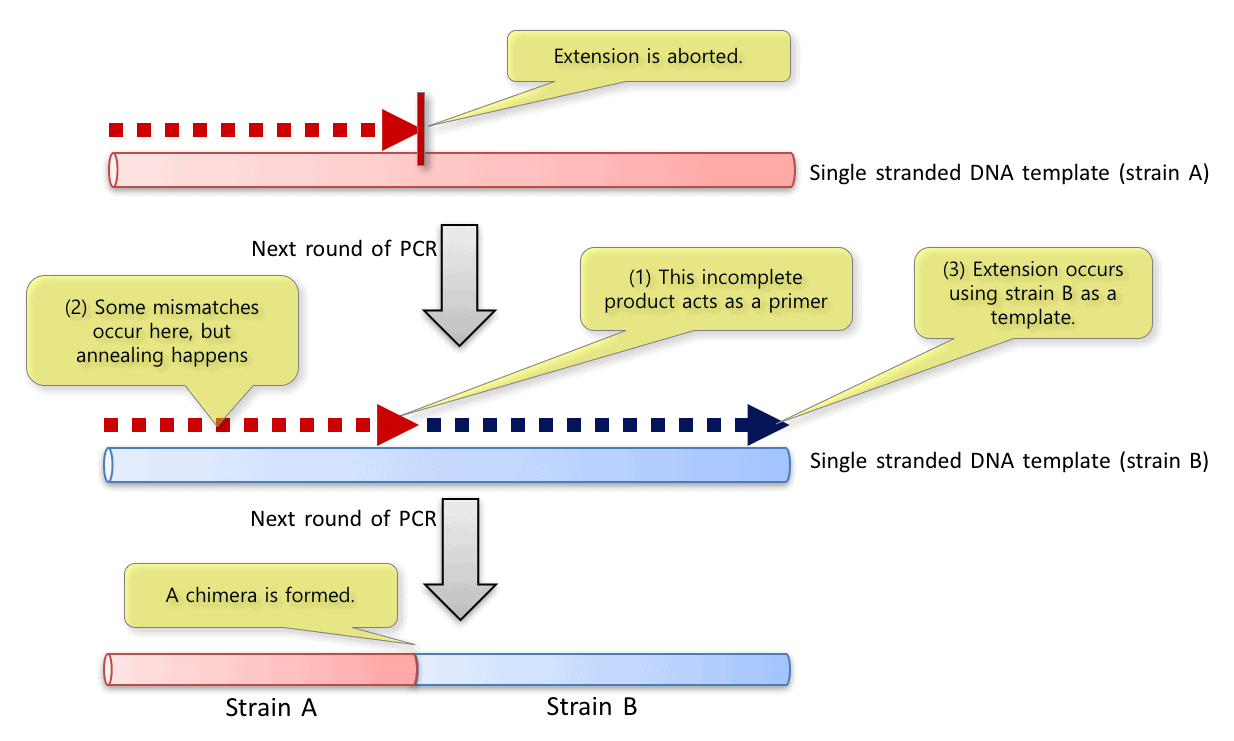 Extension is aborted.
Single stranded DNA template (strain A)
Next round of PCR
(1) This incomplete
product acts as a primer
(3) Extension occurs
using strain B as a
template.
(2) Some mismatches
occur here, but
annealing happens
Single stranded DNA template (strain B)
Next round of PCR
A chimera is formed.
Strain A
Strain B